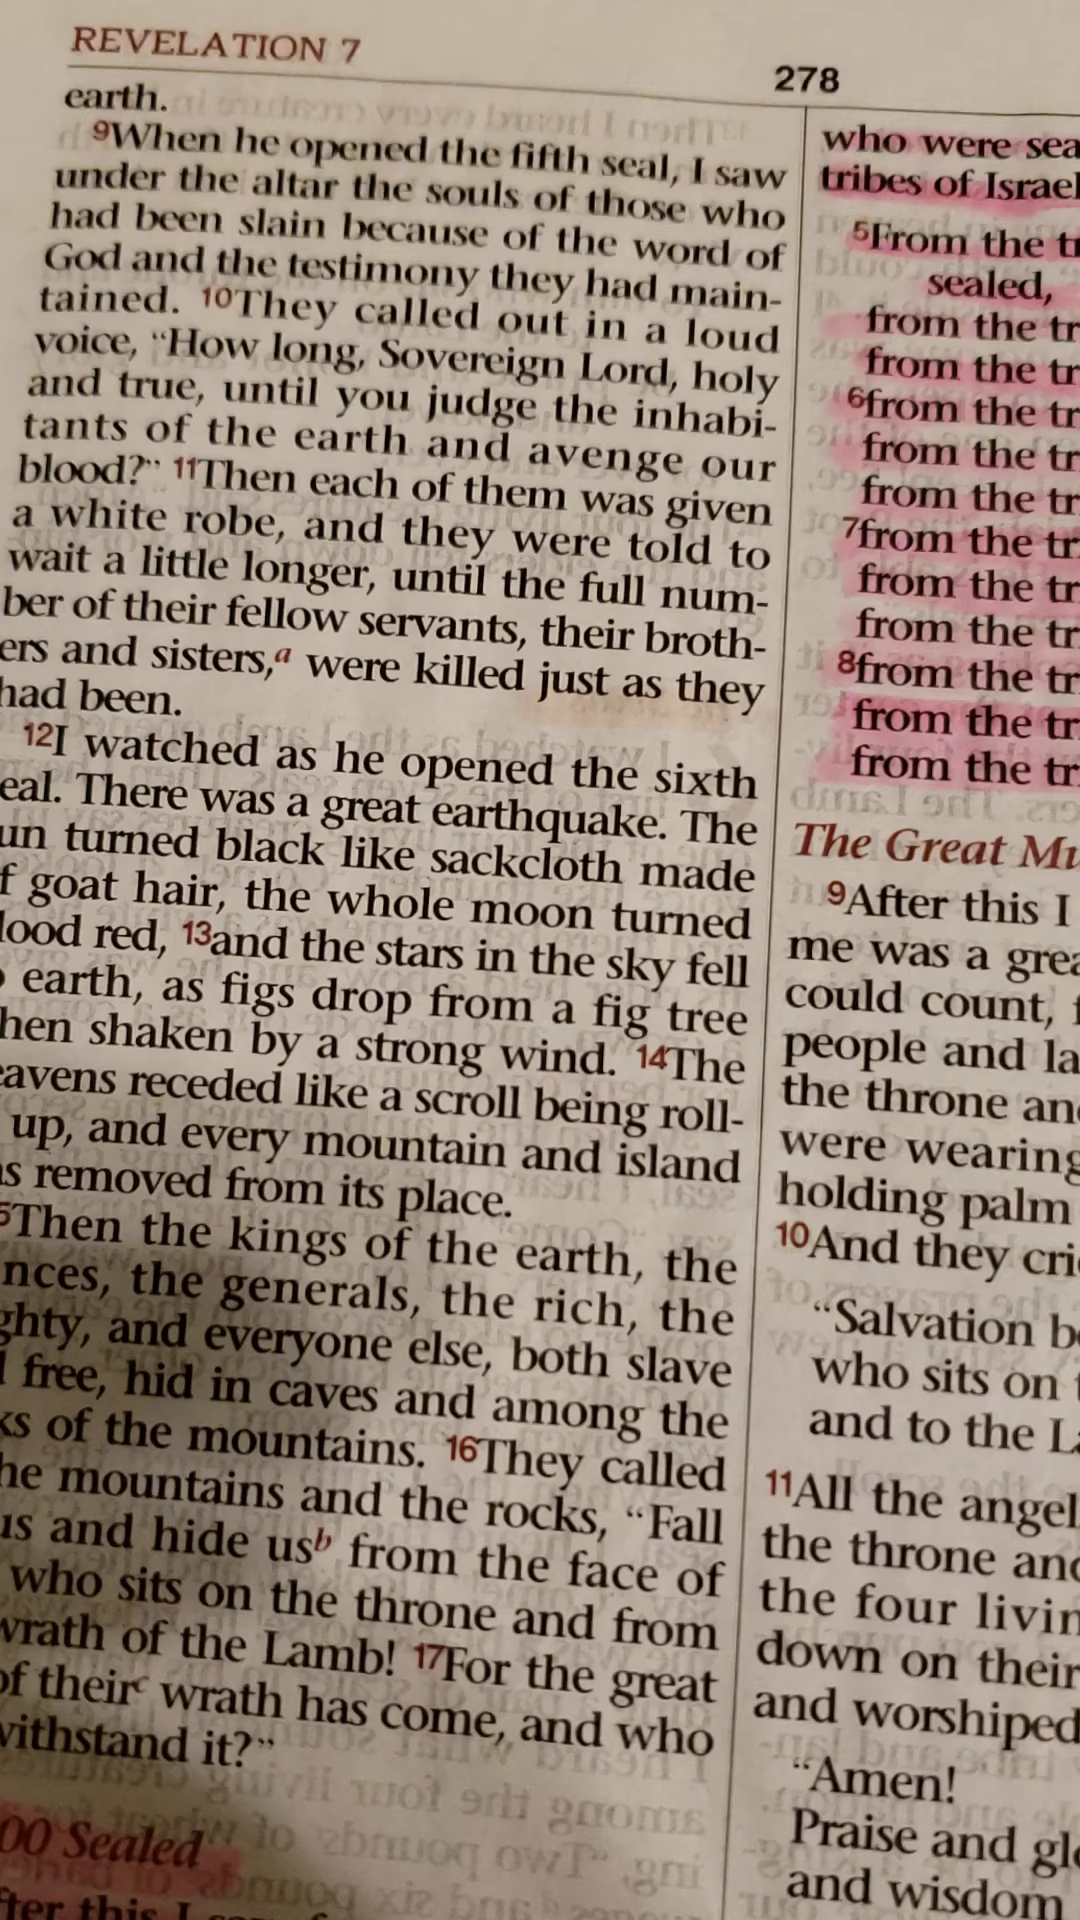 REVELATION 7
278
earth.
9When he opened the fifth seal, I saw
under the altar the souls of those who
had been slain because of the word of
God and the testimony they had main-
tained. 10They called out in a loud
voice, “How long, Sovereign Lord, holy
and true, until you judge the inhabi-
tants of the earth and avenge our
blood?” 11Then each of them was given
a white robe, and they were told to
wait a little longer, until the full num-
ber of their fellow servants, their broth-
ers and sisters,a were killed just as they
had been.
12I watched as he opened the sixth
eal. There was a great earthquake. The
un turned black like sackcloth made
f goat hair, the whole moon turned
lood red, 13and the stars in the sky fell
earth, as figs drop from a fig tree
hen shaken by a strong wind. 14The
eavens receded like a scroll being roll-
up, and every mountain and island
as removed from its place.
5Then the kings of the earth, the
nces, the generals, the rich, the
ghty, and everyone else, both slave
free, hid in caves and among the
ks of the mountains. 16They called
he mountains and the rocks, “Fall
us and hide usb from the face of
who sits on the throne and from
wrath of the Lamb! 17For the great
of theirc wrath has come, and who
withstand it?”
00 Sealed
fter this I
who were sea
tribes of Israel
5From the tr
sealed,
from the tr
from the tr
6from the tr
from the tr
from the tr
7from the tr
from the tr
from the tr
8from the tr
from the tr
from the tr
The Great Mu
9After this I
me was a grea
could count, f
people and la
the throne and
were wearing
holding palm
10And they crie
“Salvation be
who sits on t
and to the La
11All the angel
the throne and
the four livin
down on their
and worshiped
“Amen!
Praise and glo
and wisdom